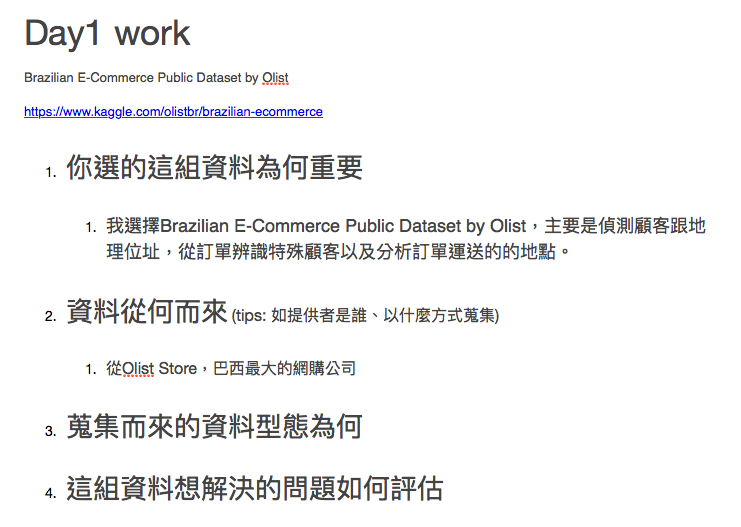 Day1 work
Brazilian E-Commerce Public Dataset by Olist
https://www.kaggle.com/olistbr/brazilian-ecommerce
1. 你選的這組資料為何重要
1. 我選擇Brazilian E-Commerce Public Dataset by Olist，主要是偵測顧客跟地
理位址，從訂單辨識特殊顧客以及分析訂單運送的的地點。
2. 資料從何而來 (tips: 如提供者是誰、以什麼方式蒐集)
1. 從Olist Store，巴西最大的網購公司
3. 蒐集而來的資料型態為何
4. 這組資料想解決的問題如何評估